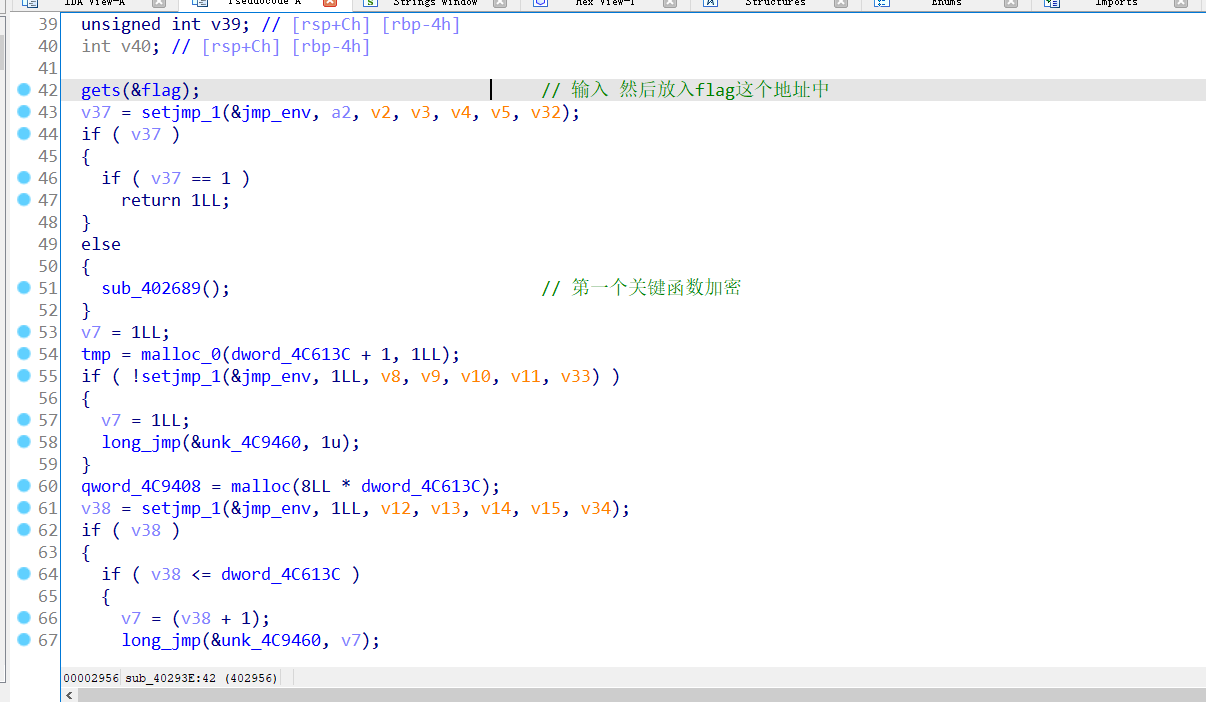 IDA View-A Pseudocode-A Strings window Hex View-1 Structures Enums Imports
39 unsigned int v39; // [rsp+Ch] [rbp-4h]
40 int v40; // [rsp+Ch] [rbp-4h]
41
42 gets(&flag); // 输入 然后放入flag这个地址中
43 v37 = setjmp_1(&jmp_env, a2, v2, v3, v4, v5, v32);
44 if ( v37 )
45 {
46 if ( v37 == 1 )
47 return 1LL;
48 }
49 else
50 {
51 sub_402689(); // 第一个关键函数加密
52 }
53 v7 = 1LL;
54 tmp = malloc_0(dword_4C613C + 1, 1LL);
55 if ( !setjmp_1(&jmp_env, 1LL, v8, v9, v10, v11, v33) )
56 {
57 v7 = 1LL;
58 long_jmp(&unk_4C9460, 1u);
59 }
60 qword_4C9408 = malloc(8LL * dword_4C613C);
61 v38 = setjmp_1(&jmp_env, 1LL, v12, v13, v14, v15, v34);
62 if ( v38 )
63 {
64 if ( v38 <= dword_4C613C )
65 {
66 v7 = (v38 + 1);
67 long_jmp(&unk_4C9460, v7);
00002956 sub_40293E:42 (402956)